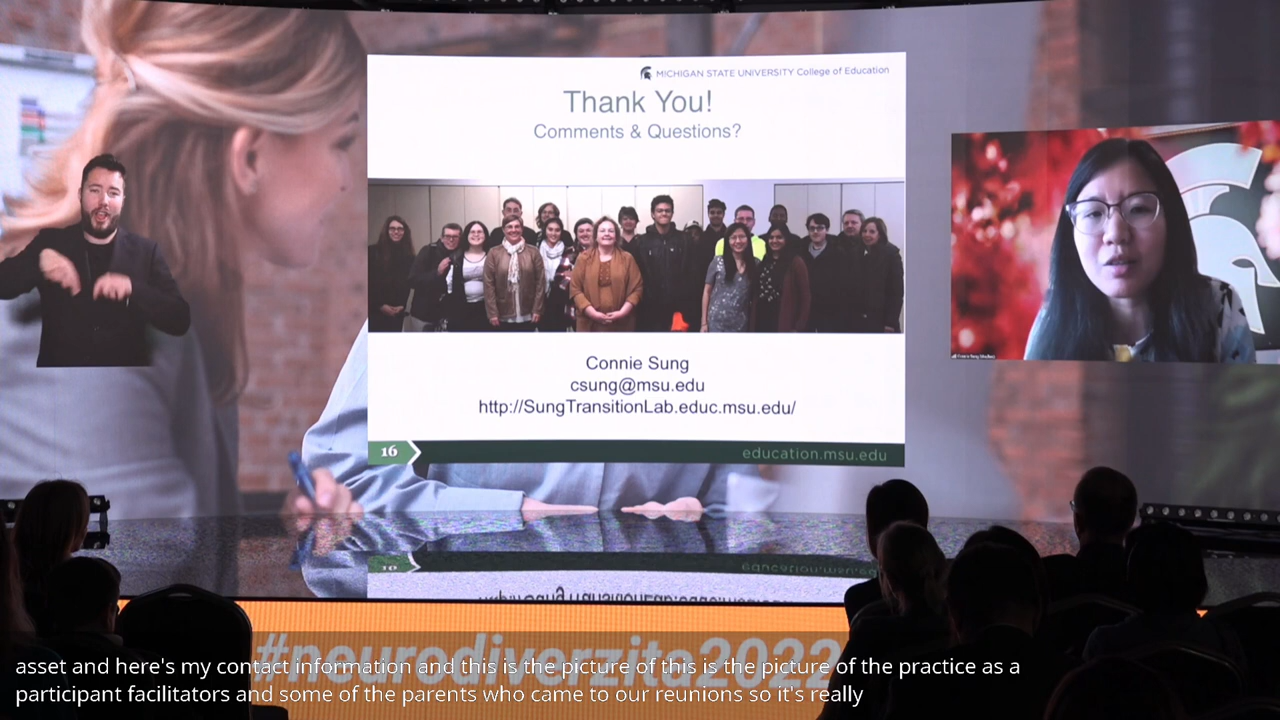 MICHIGAN STATE UNIVERSITY College of Education
Thank You!
Comments & Questions?
Connie Sung
csung@msu.edu
http://SungTransitionLab.educ.msu.edu/
16
education.msu.edu
#neurodiverzita2022
asset and here's my contact information and this is the picture of this is the picture of the practice as a
participant facilitators and some of the parents who came to our reunions so it's really